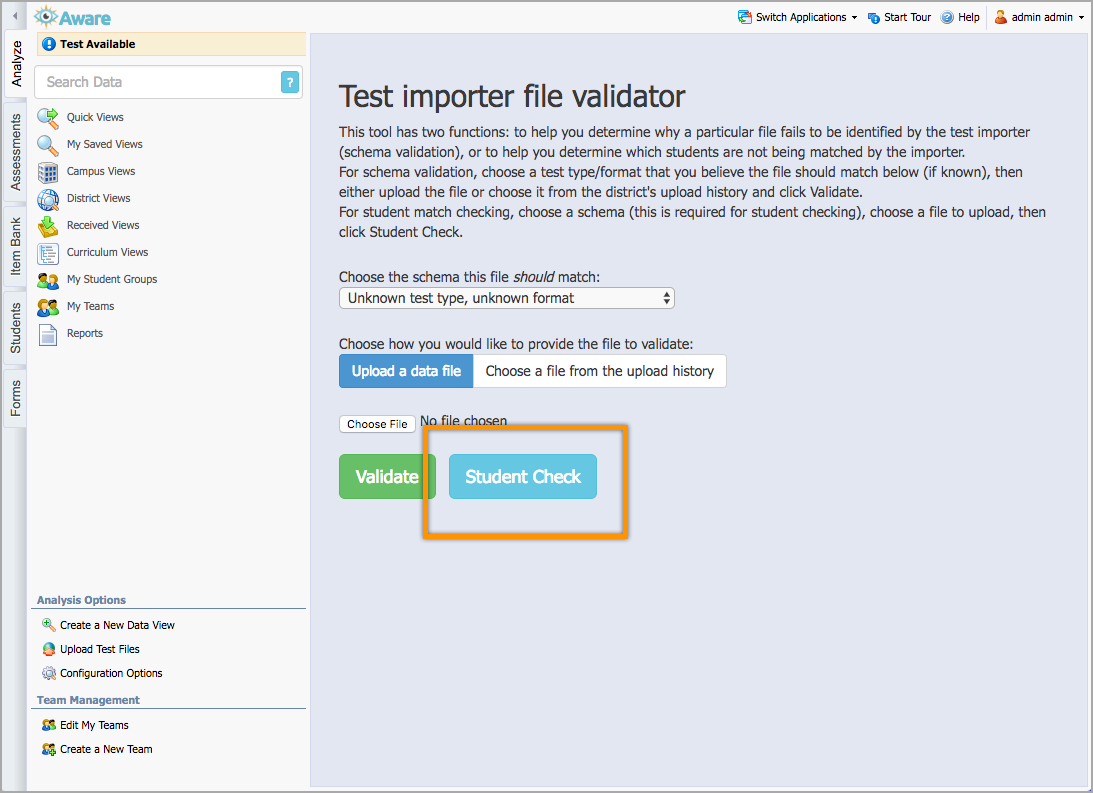 Aware
Switch Applications
Start Tour
Help
admin admin
Analyze
Assessments
Item Bank
Students
Forms
Test Available
Search Data
?
Quick Views
My Saved Views
Campus Views
District Views
Received Views
Curriculum Views
My Student Groups
My Teams
Reports
Analysis Options
Create a New Data View
Upload Test Files
Configuration Options
Team Management
Edit My Teams
Create a New Team
Test importer file validator
This tool has two functions: to help you determine why a particular file fails to be identified by the test importer
(schema validation), or to help you determine which students are not being matched by the importer.
For schema validation, choose a test type/format that you believe the file should match below (if known), then
either upload the file or choose it from the district's upload history and click Validate.
For student match checking, choose a schema (this is required for student checking), choose a file to upload, then
click Student Check.
Choose the schema this file should match:
Unknown test type, unknown format
Choose how you would like to provide the file to validate:
Upload a data file
Choose a file from the upload history
Choose File
No file chosen
Validate
Student Check